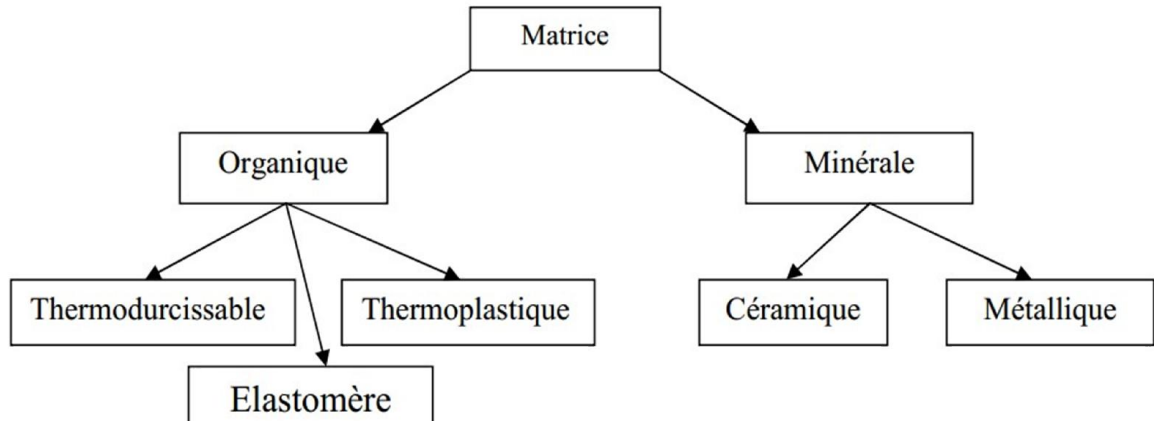 Matrice
Organique
Minérale
Thermodurcissable
Thermoplastique
Céramique
Métallique
Elastomère